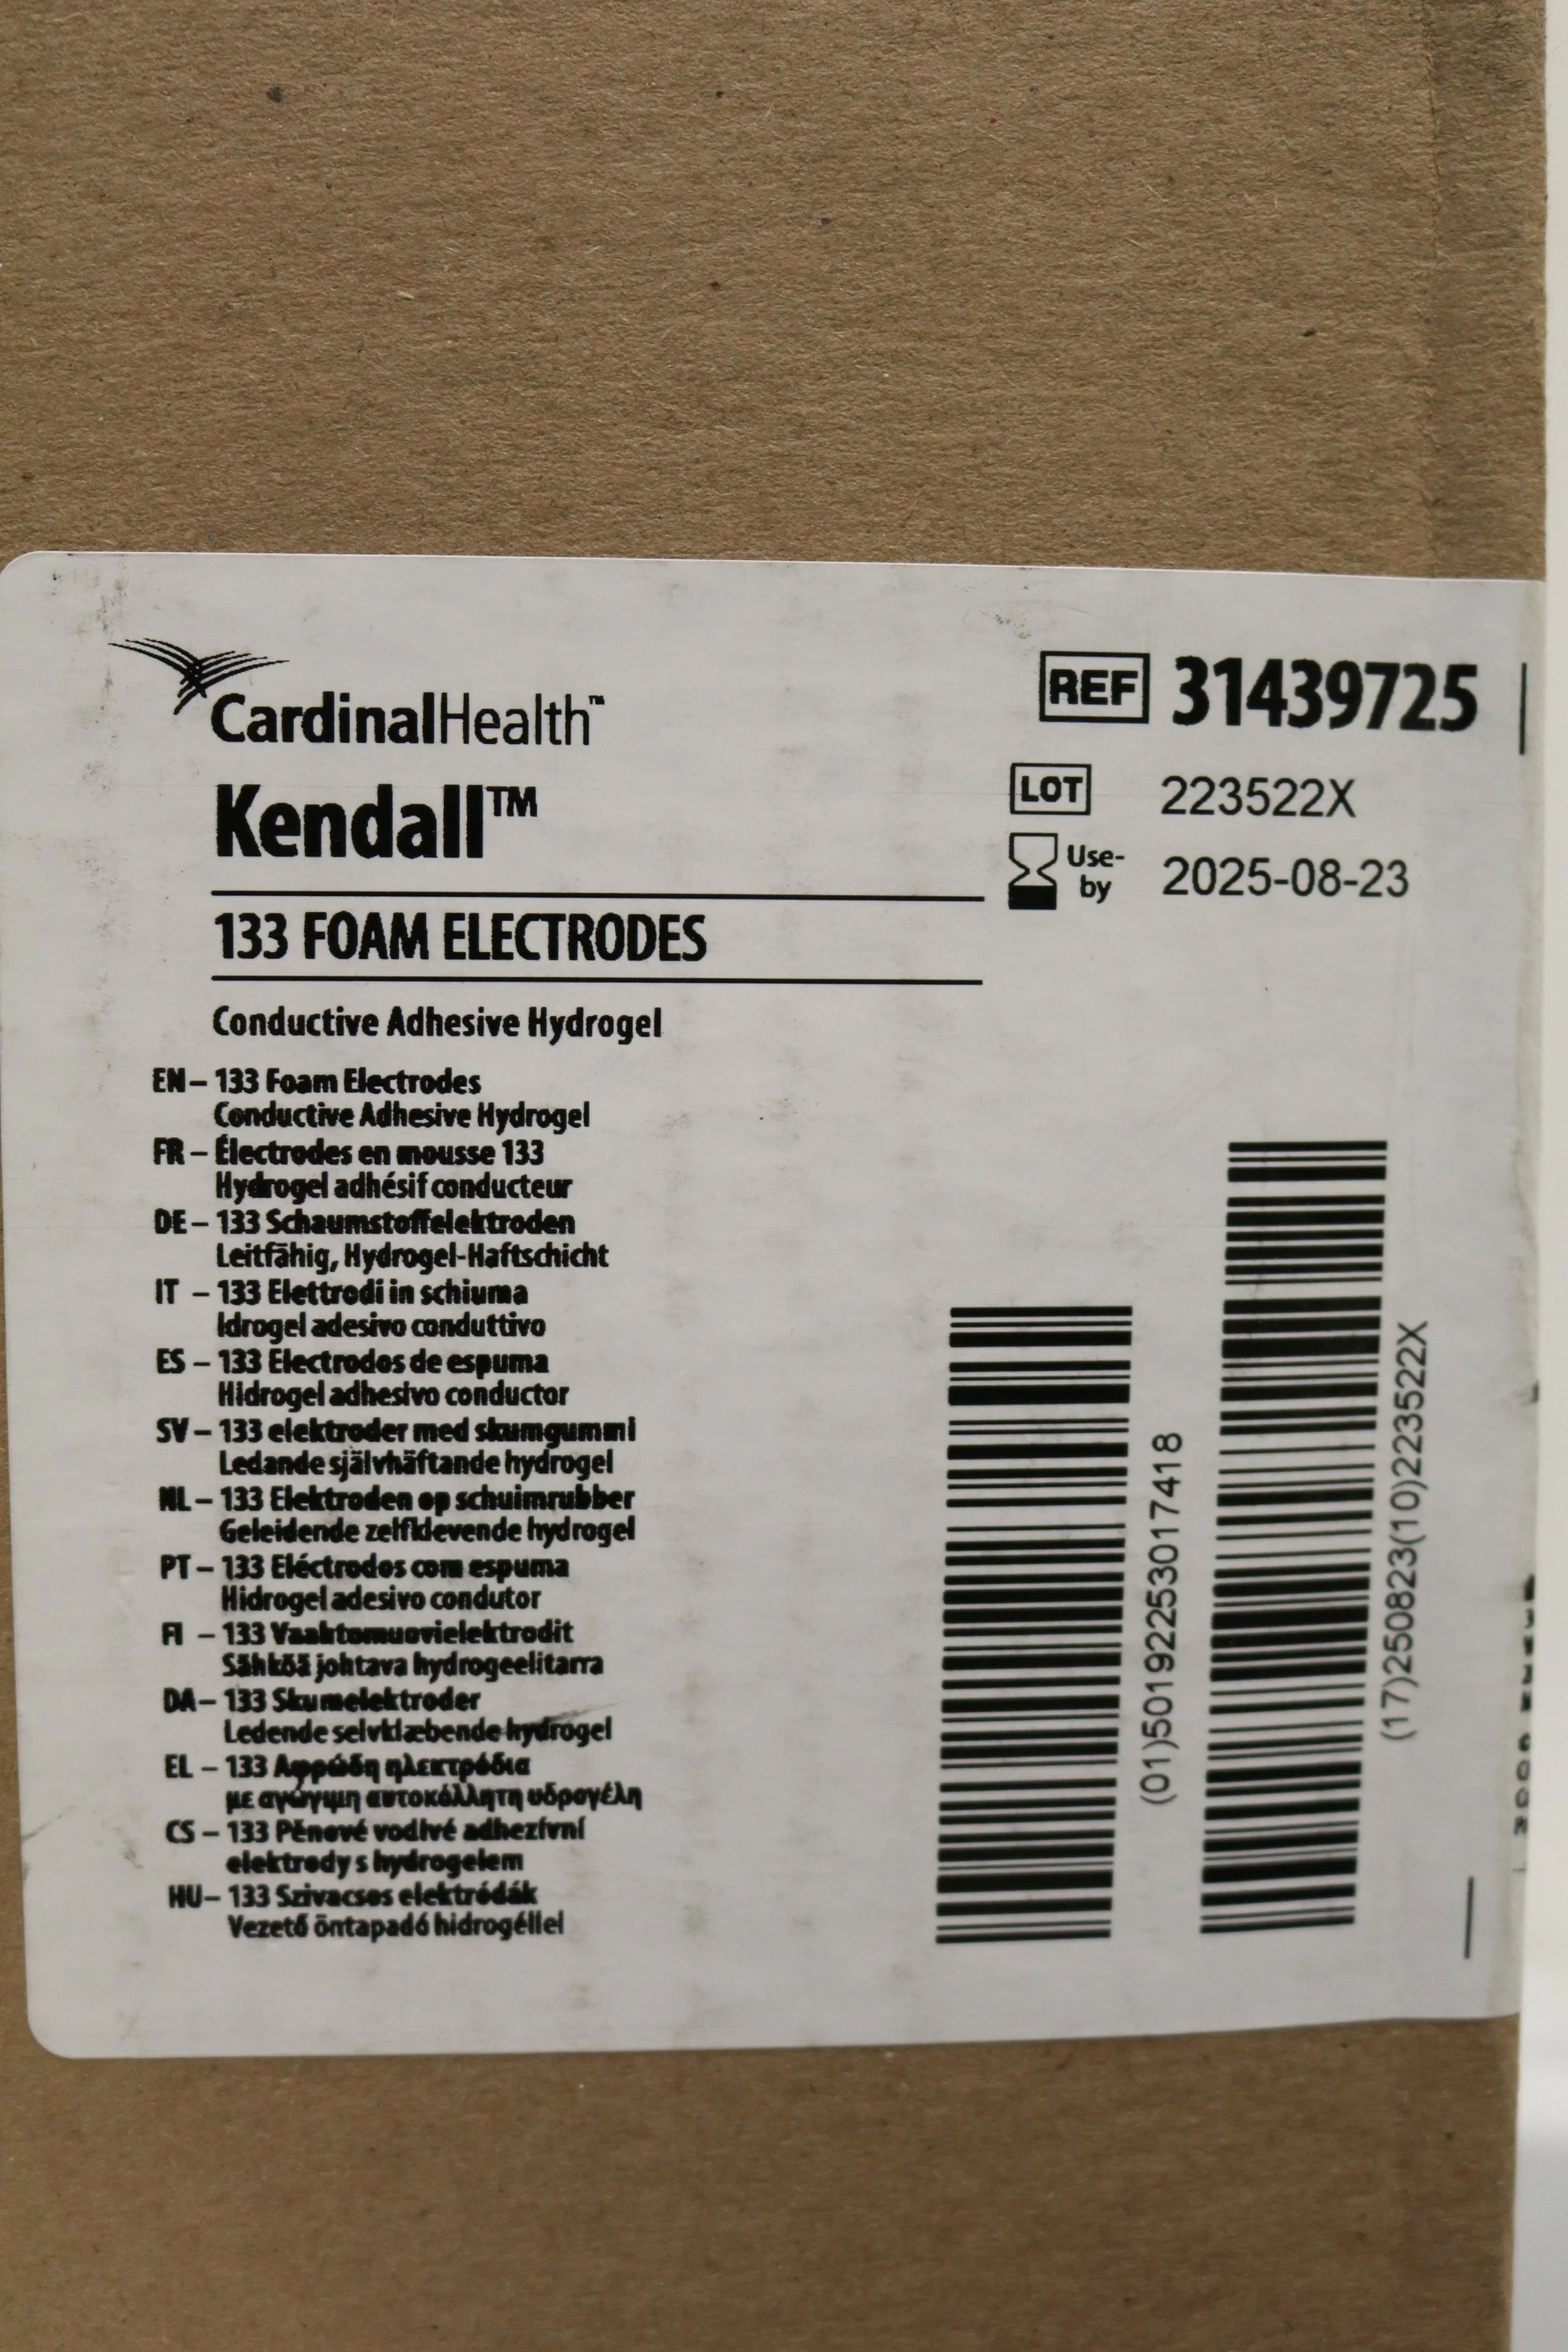 CardinalHealth™
Kendall™
133 FOAM ELECTRODES
Conductive Adhesive Hydrogel
REF 31439725
LOT 223522X
Use-by 2025-08-23
EN – 133 Foam Electrodes
Conductive Adhesive Hydrogel
FR – Électrodes en mousse 133
Hydrogel adhésif conducteur
DE – 133 Schaumstoffelektroden
Leitfähig, Hydrogel-Haftschicht
IT – 133 Elettrodi in schiuma
Idrogel adesivo conduttivo
ES – 133 Electrodos de espuma
Hidrogel adhesivo conductor
SV – 133 elektroder med skumgummi
Ledande självhäftande hydrogel
NL – 133 Elektroden op schuimrubber
Geleidende zelfklevende hydrogel
PT – 133 Eléctrodos com espuma
Hidrogel adesivo condutor
FI – 133 Vaaktomuovielektrodit
Sähköä johtava hydrogeelitarra
DA – 133 Skumelektroder
Ledende selvklæbende hydrogel
EL – 133 Αφρώδη ηλεκτρόδια
με αγώγιμη αυτοκόλλητη υδρογέλη
CS – 133 Pěnové vodivé adhezívní
elektrody s hydrogelem
HU – 133 Szivacsos elektródák
Vezető öntapadó hidrogéllel
(01)50192253017418
(17)250823(10)223522X